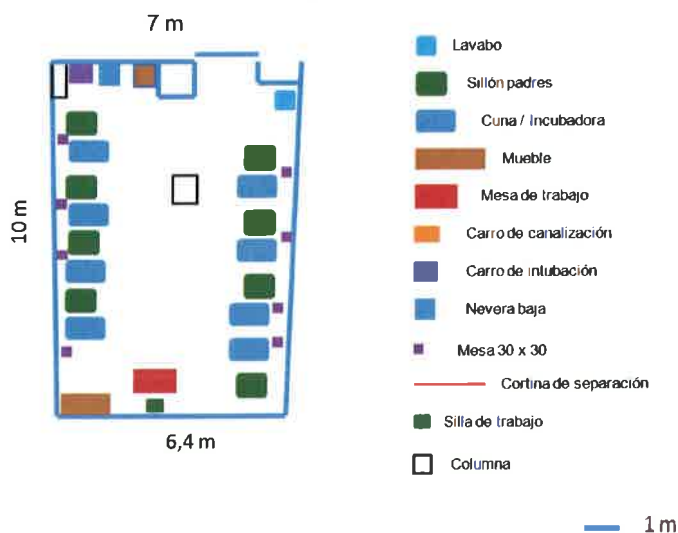 7 m
10 m
6,4 m
Lavabo
Sillón padres
Cuna / Incubadora
Mueble
Mesa de trabajo
Carro de canalización
Carro de intubación
Nevera baja
Mesa 30 x 30
Cortina de separación
Silla de trabajo
Columna
1 m